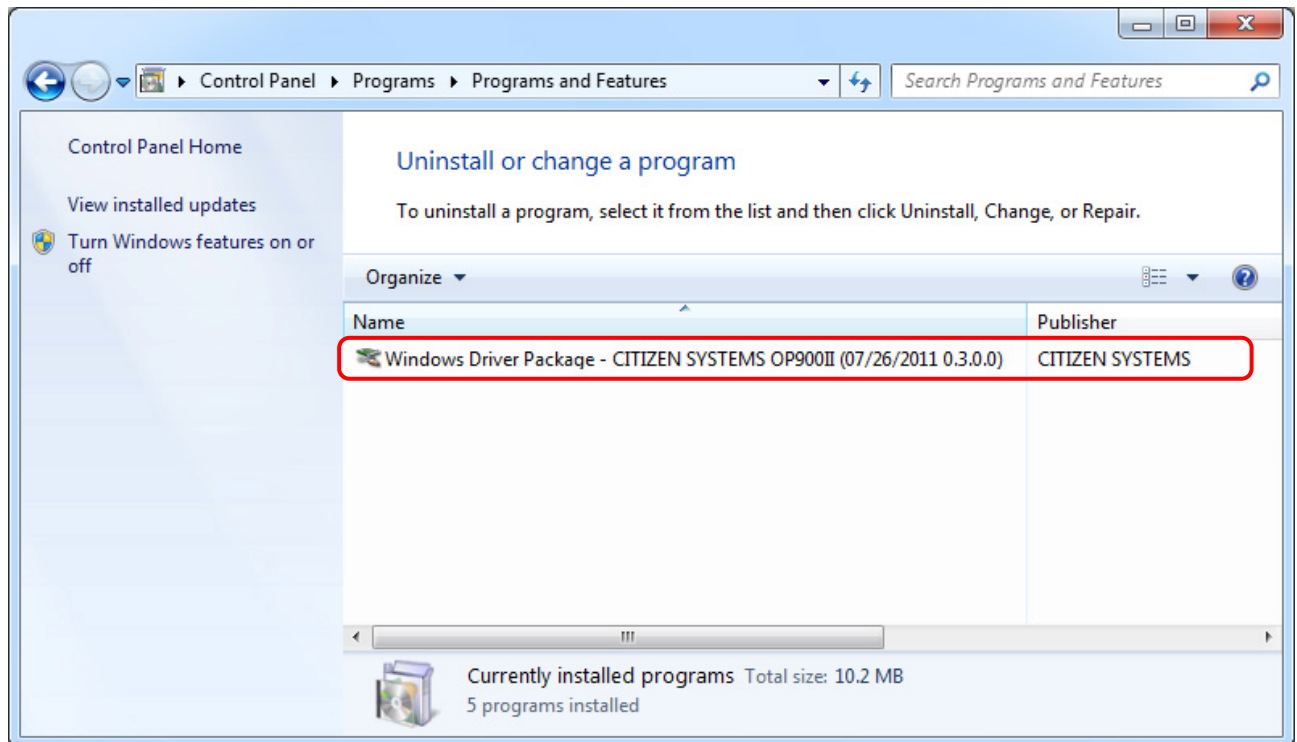 Control Panel Programs Programs and Features Search Programs and Features
Control Panel Home
View installed updates
Turn Windows features on or
off
Uninstall or change a program
To uninstall a program, select it from the list and then click Uninstall, Change, or Repair.
Organize
Name Publisher
Windows Driver Package - CITIZEN SYSTEMS OP900II (07/26/2011 0.3.0.0) CITIZEN SYSTEMS
Currently installed programs Total size: 10.2 MB
5 programs installed